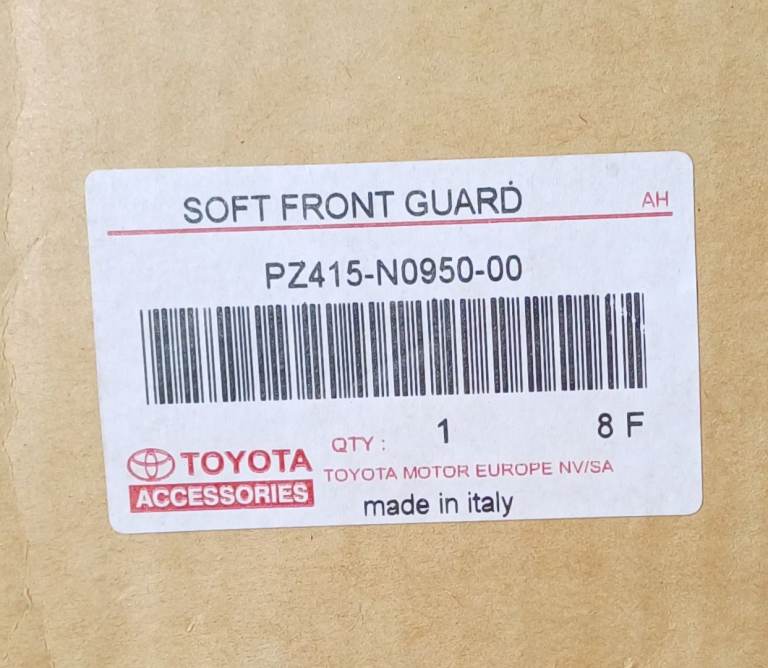 SOFT FRONT GUARD AH
PZ415-N0950-00
QTY : 1 8 F
TOYOTA
ACCESSORIES
TOYOTA MOTOR EUROPE NV/SA
made in italy